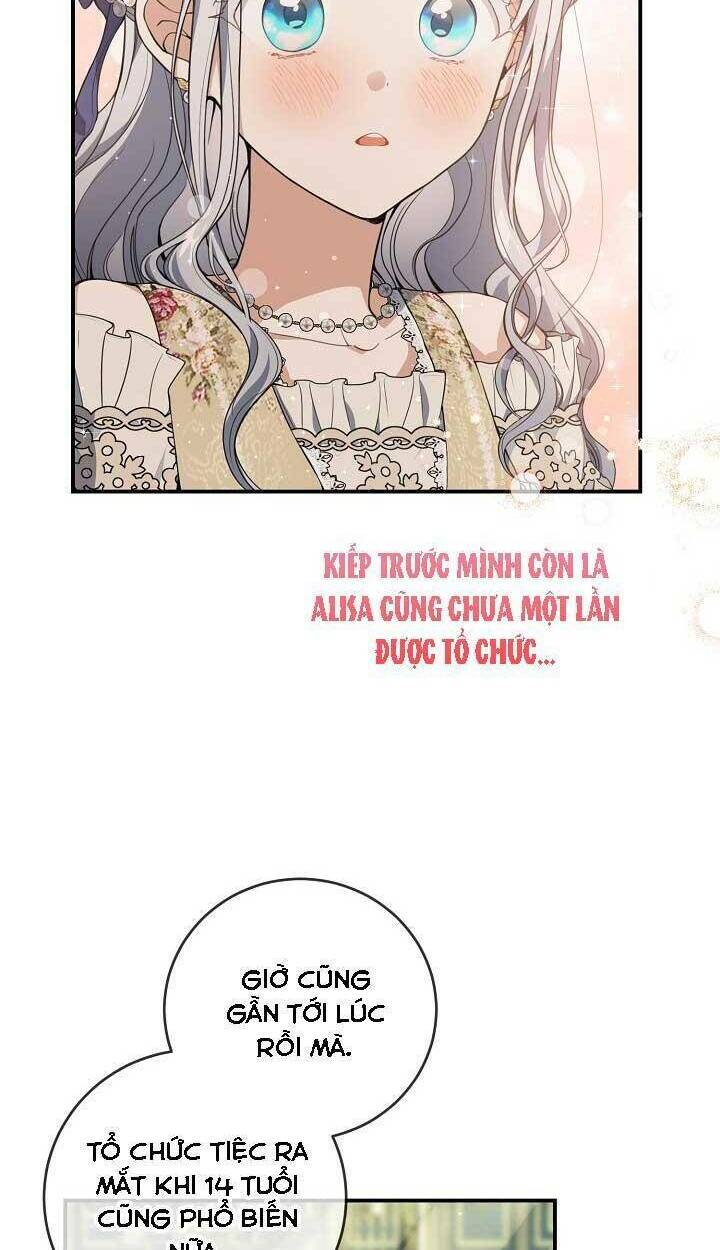 KIẾP TRƯỚC MÌNH CÒN LÀ
ALISA CŨNG CHƯA MỘT LẦN
ĐƯỢC TỔ CHỨC...
GIỜ CŨNG
GẦN TỚI LÚC
RỒI MÀ.
TỔ CHỨC TIỆC RA
MẮT KHI 14 TUỔI
CŨNG PHỔ BIẾN
NỮA